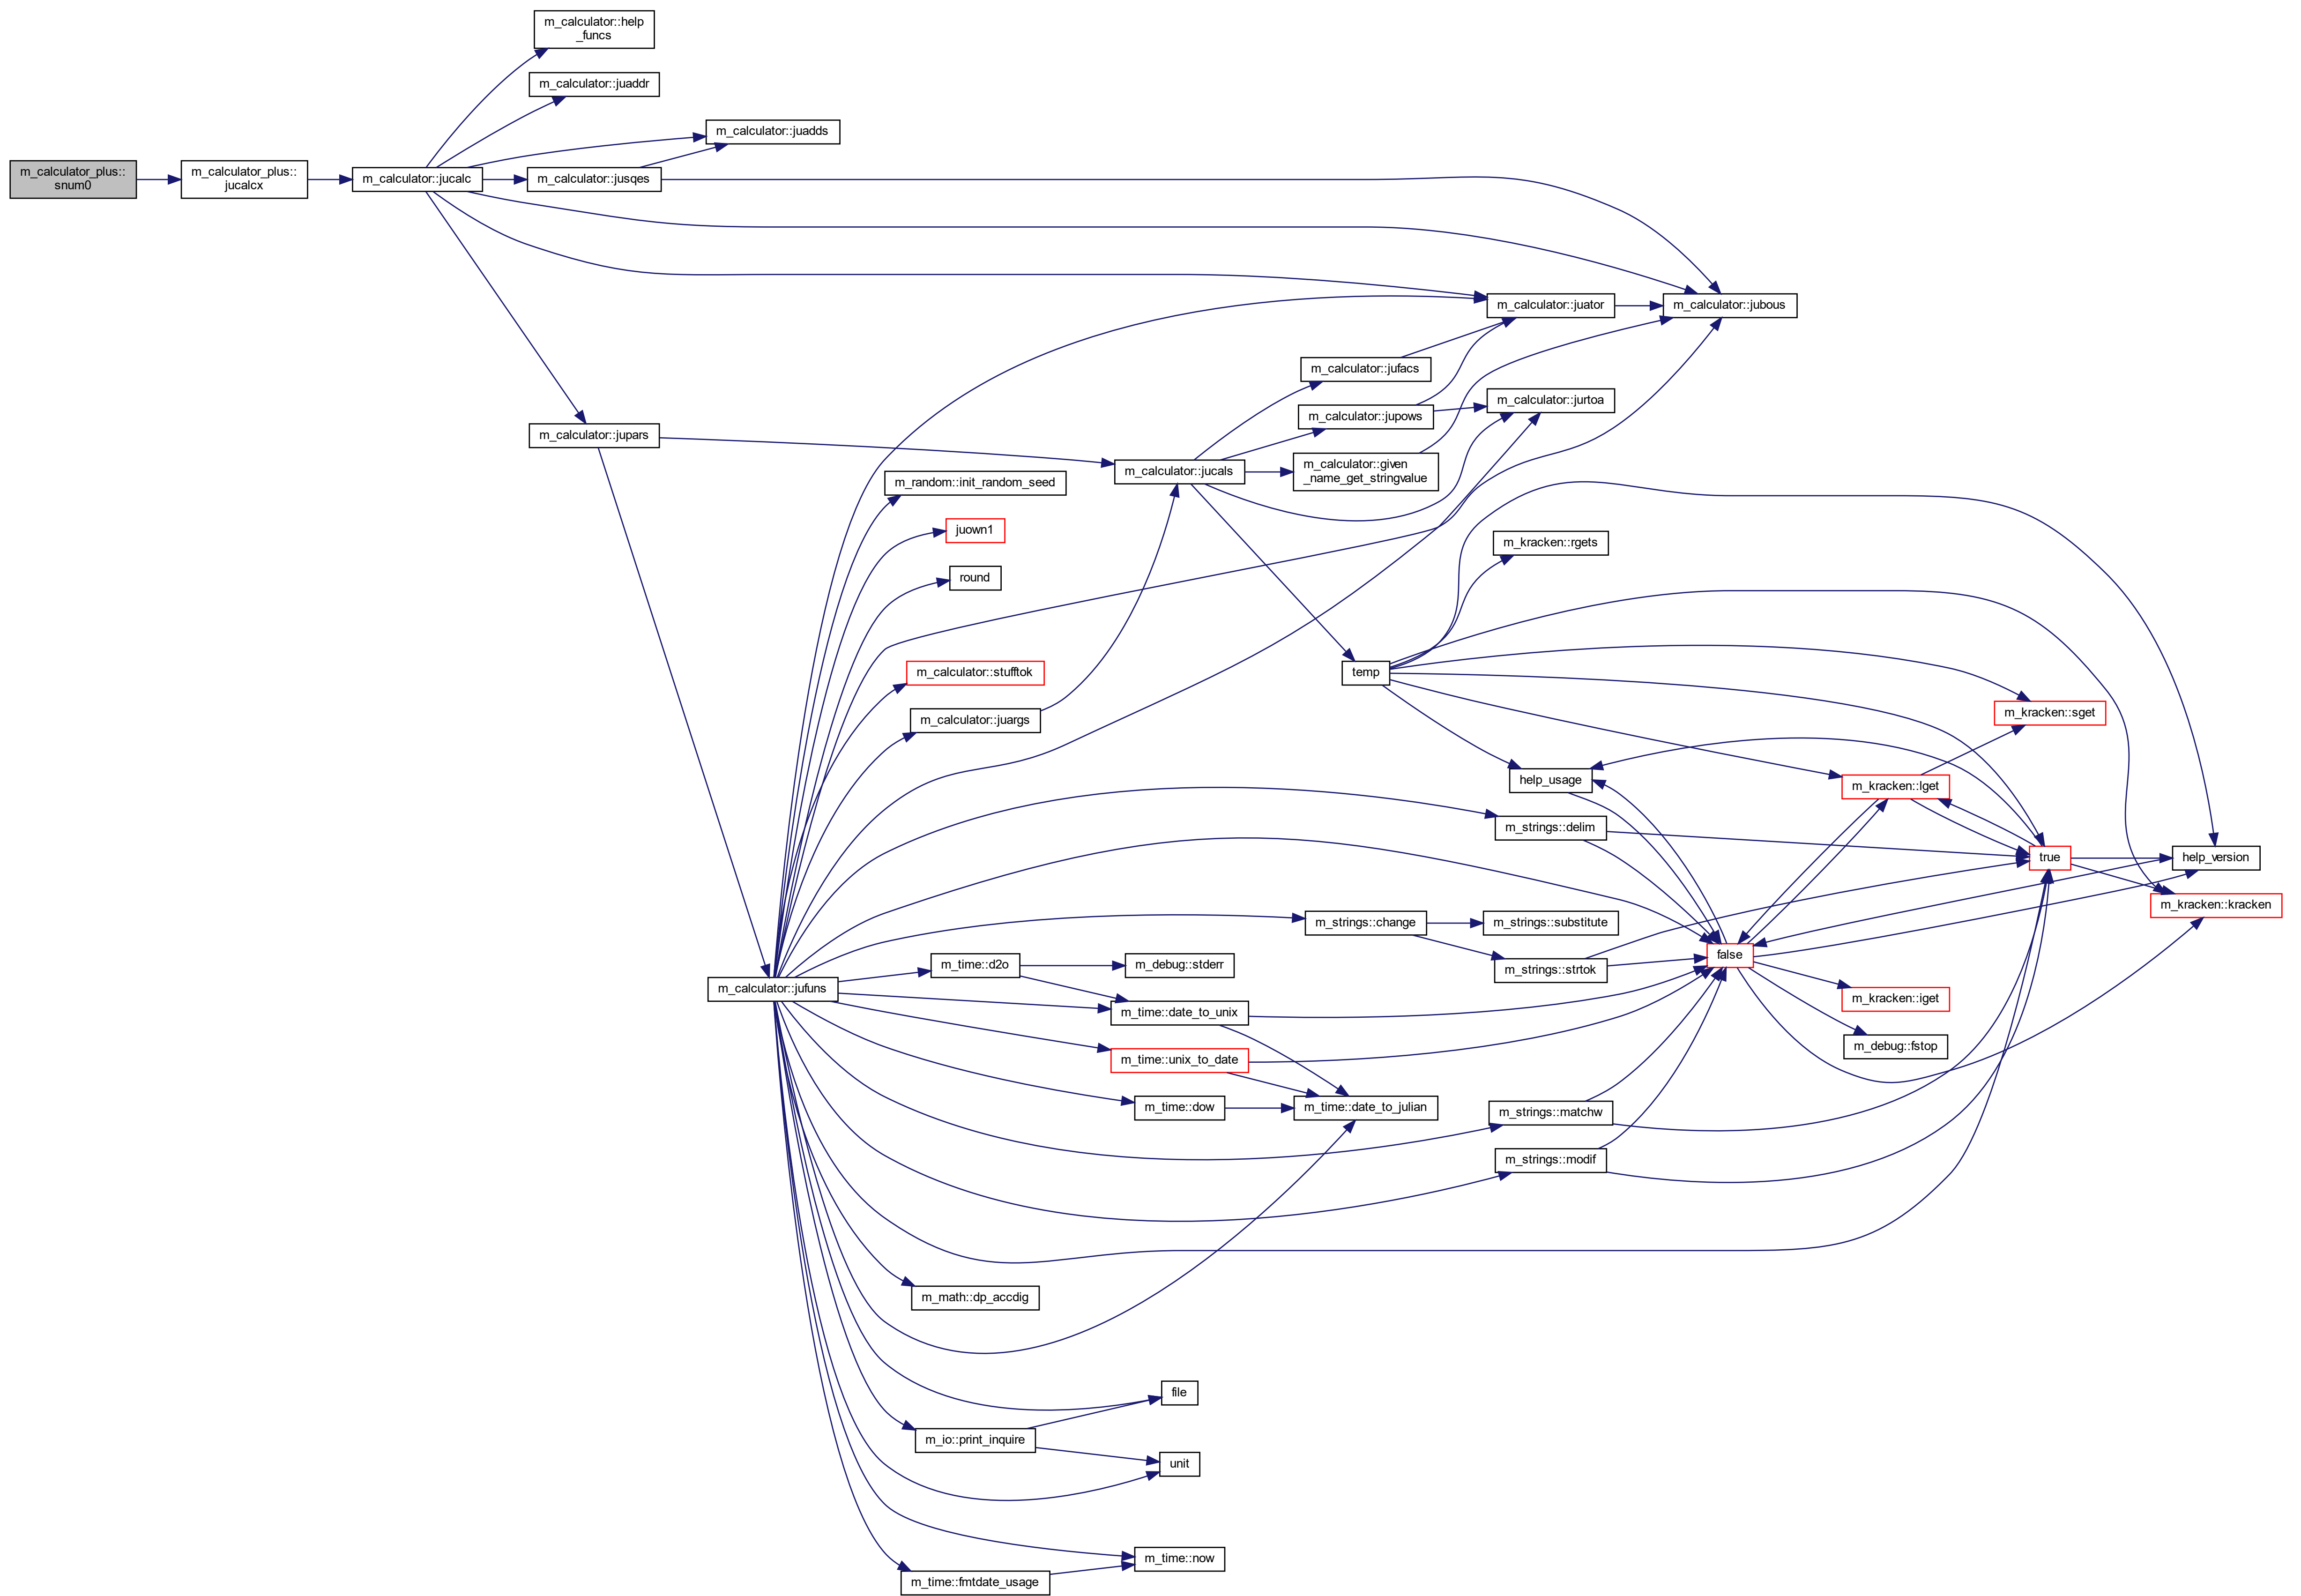 m_calculator::help
_funcs
m_calculator::juaddr
m_calculator::juadds
m_calculator_plus::
snum0
m_calculator_plus::
jucalcx
m_calculator::jucalc
m_calculator::jusqes
m_calculator::juator
m_calculator::jubous
m_calculator::jufacs
m_calculator::jurtoa
m_calculator::jupows
m_calculator::jupars
m_calculator::jucals
m_calculator::given
_name_get_stringvalue
m_random::init_random_seed
juown1
m_kracken::rgets
round
m_calculator::stufftok
temp
m_kracken::sget
m_calculator::juargs
help_usage
m_kracken::lget
m_strings::delim
true
help_version
m_kracken::kracken
m_strings::change
m_strings::substitute
false
m_time::d2o
m_debug::stderr
m_strings::strtok
m_calculator::jufuns
m_kracken::iget
m_time::date_to_unix
m_debug::fstop
m_time::unix_to_date
m_time::dow
m_time::date_to_julian
m_strings::matchw
m_strings::modif
m_math::dp_accdig
file
m_io::print_inquire
unit
m_time::now
m_time::fmtdate_usage